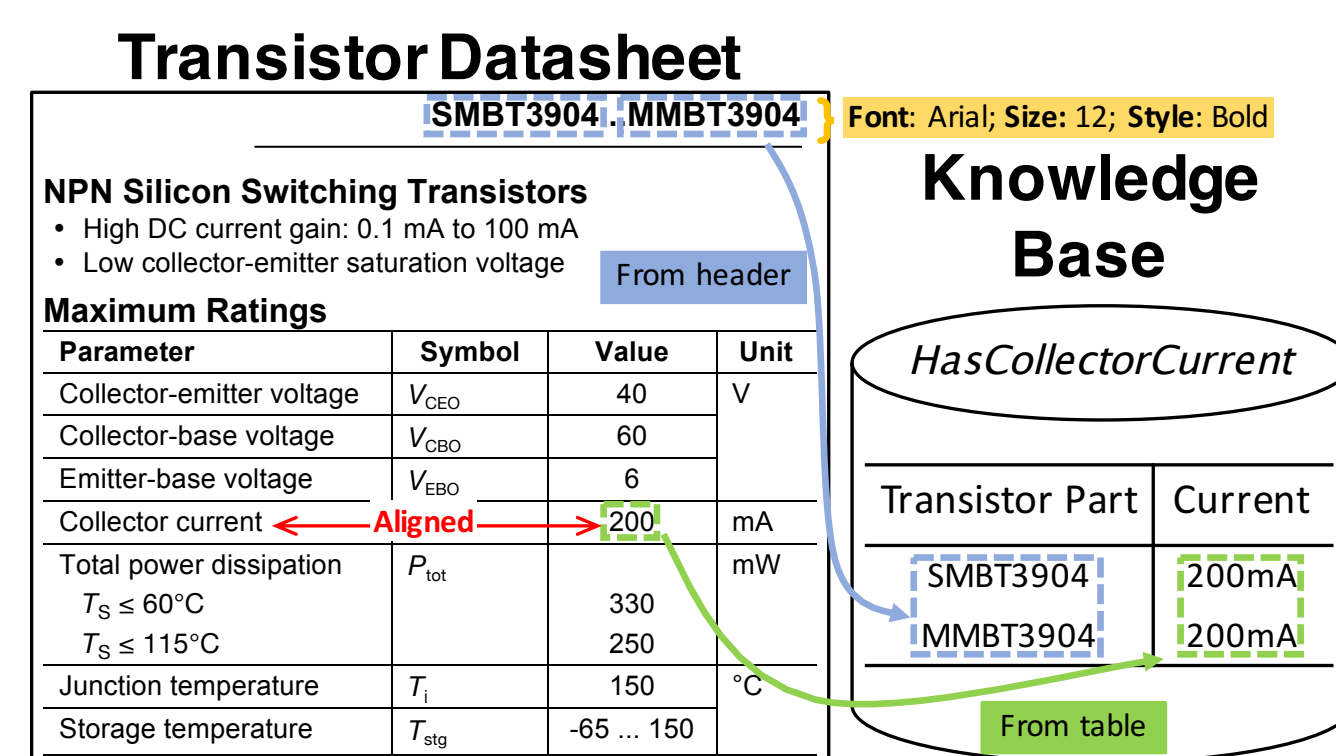 Transistor Datasheet
SMBT3904..MMBT3904
Font: Arial; Size: 12; Style: Bold
NPN Silicon Switching Transistors
• High DC current gain: 0.1 mA to 100 mA
• Low collector-emitter saturation voltage
From header
Maximum Ratings
Parameter Symbol Value Unit
Collector-emitter voltage VCEO 40 V
Collector-base voltage VCBO 60
Emitter-base voltage VEBO 6
Collector current Aligned 200 mA
Total power dissipation Ptot mW
TS ≤ 60°C 330
TS ≤ 115°C 250
Junction temperature Ti 150 °C
Storage temperature Tstg -65 ... 150
Knowledge
Base
HasCollectorCurrent
Transistor Part Current
SMBT3904 200mA
MMBT3904 200mA
From table